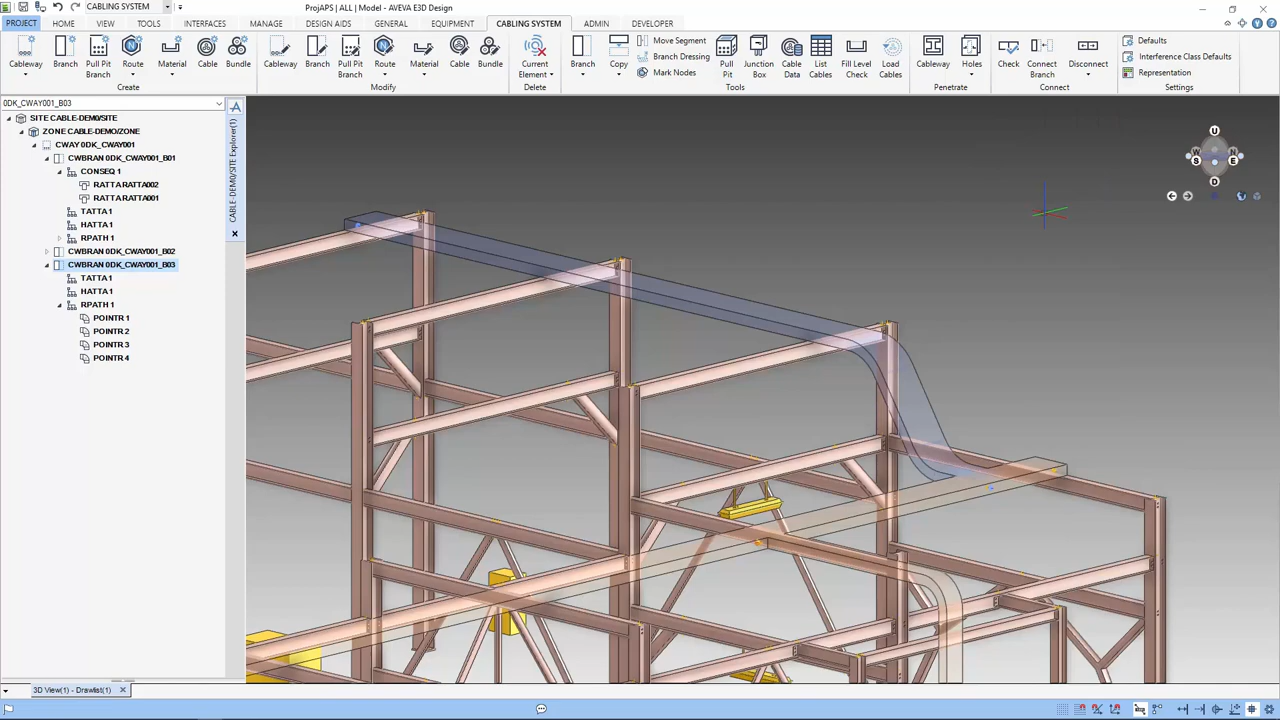 CABLING SYSTEM
ProjAPS | ALL | Model - AVEVA E3D Design
PROJECT HOME VIEW TOOLS INTERFACES MANAGE DESIGN AIDS GENERAL EQUIPMENT CABLING SYSTEM ADMIN DEVELOPER
Cableway Branch Pull Pit Branch Route Material Cable Bundle
Create
Cableway Branch Pull Pit Branch Route Material Cable Bundle
Modify
Current Element
Delete
Branch Copy Move Segment Branch Dressing Mark Nodes Pull Pit Junction Box Cable Data List Cables Fill Level Check Load Cables
Tools
Cableway Holes
Penetrate
Check Connect Branch Disconnect
Connect
Defaults
Interference Class Defaults
Representation
Settings
0DK_CWAY001_B03
SITE CABLE-DEMO/SITE
ZONE CABLE-DEMO/ZONE
CWAY 0DK_CWAY001
CWBRAN 0DK_CWAY001_B01
CONSEQ 1
RATTA RATTA002
RATTA RATTA001
TATTA 1
HATTA 1
RPATH 1
CWBRAN 0DK_CWAY001_B02
CWBRAN 0DK_CWAY001_B03
TATTA 1
HATTA 1
RPATH 1
POINTR 1
POINTR 2
POINTR 3
POINTR 4
CABLE-DEMO/SITE Explorer(1)
U
W N
S E
D
3D View(1) - Drawlist(1)